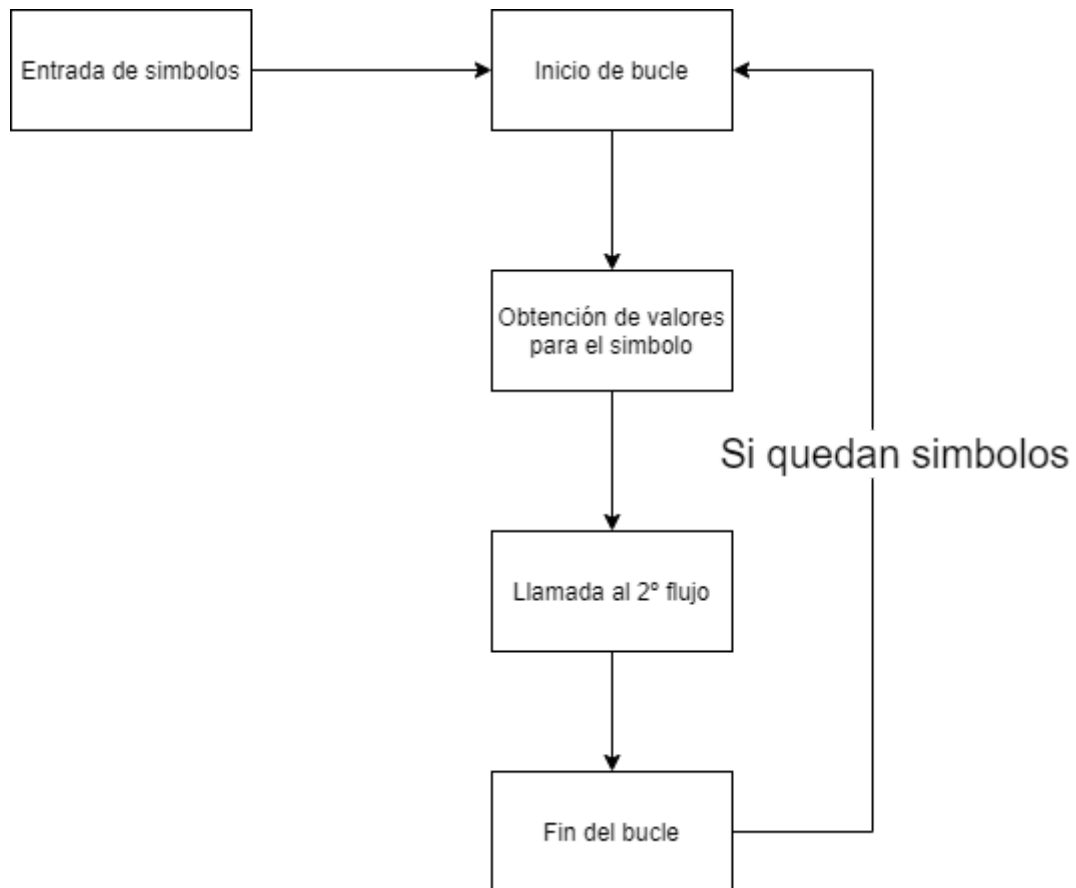 Entrada de simbolos
Inicio de bucle
Obtención de valores
para el simbolo
Si quedan simbolos
Llamada al 2º flujo
Fin del bucle